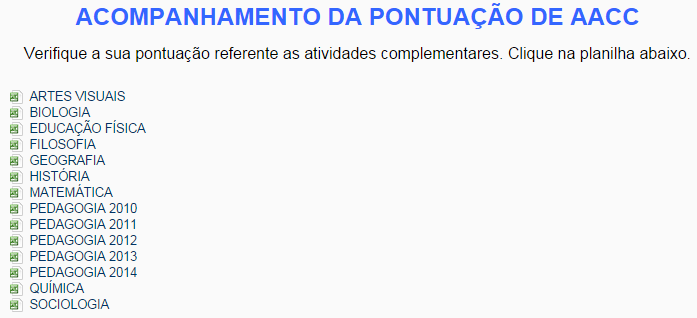 ACOMPANHAMENTO DA PONTUAÇÃO DE AACC
Verifique a sua pontuação referente as atividades complementares. Clique na planilha abaixo.
ARTES VISUAIS
BIOLOGIA
EDUCAÇÃO FÍSICA
FILOSOFIA
GEOGRAFIA
HISTÓRIA
MATEMÁTICA
PEDAGOGIA 2010
PEDAGOGIA 2011
PEDAGOGIA 2012
PEDAGOGIA 2013
PEDAGOGIA 2014
QUÍMICA
SOCIOLOGIA